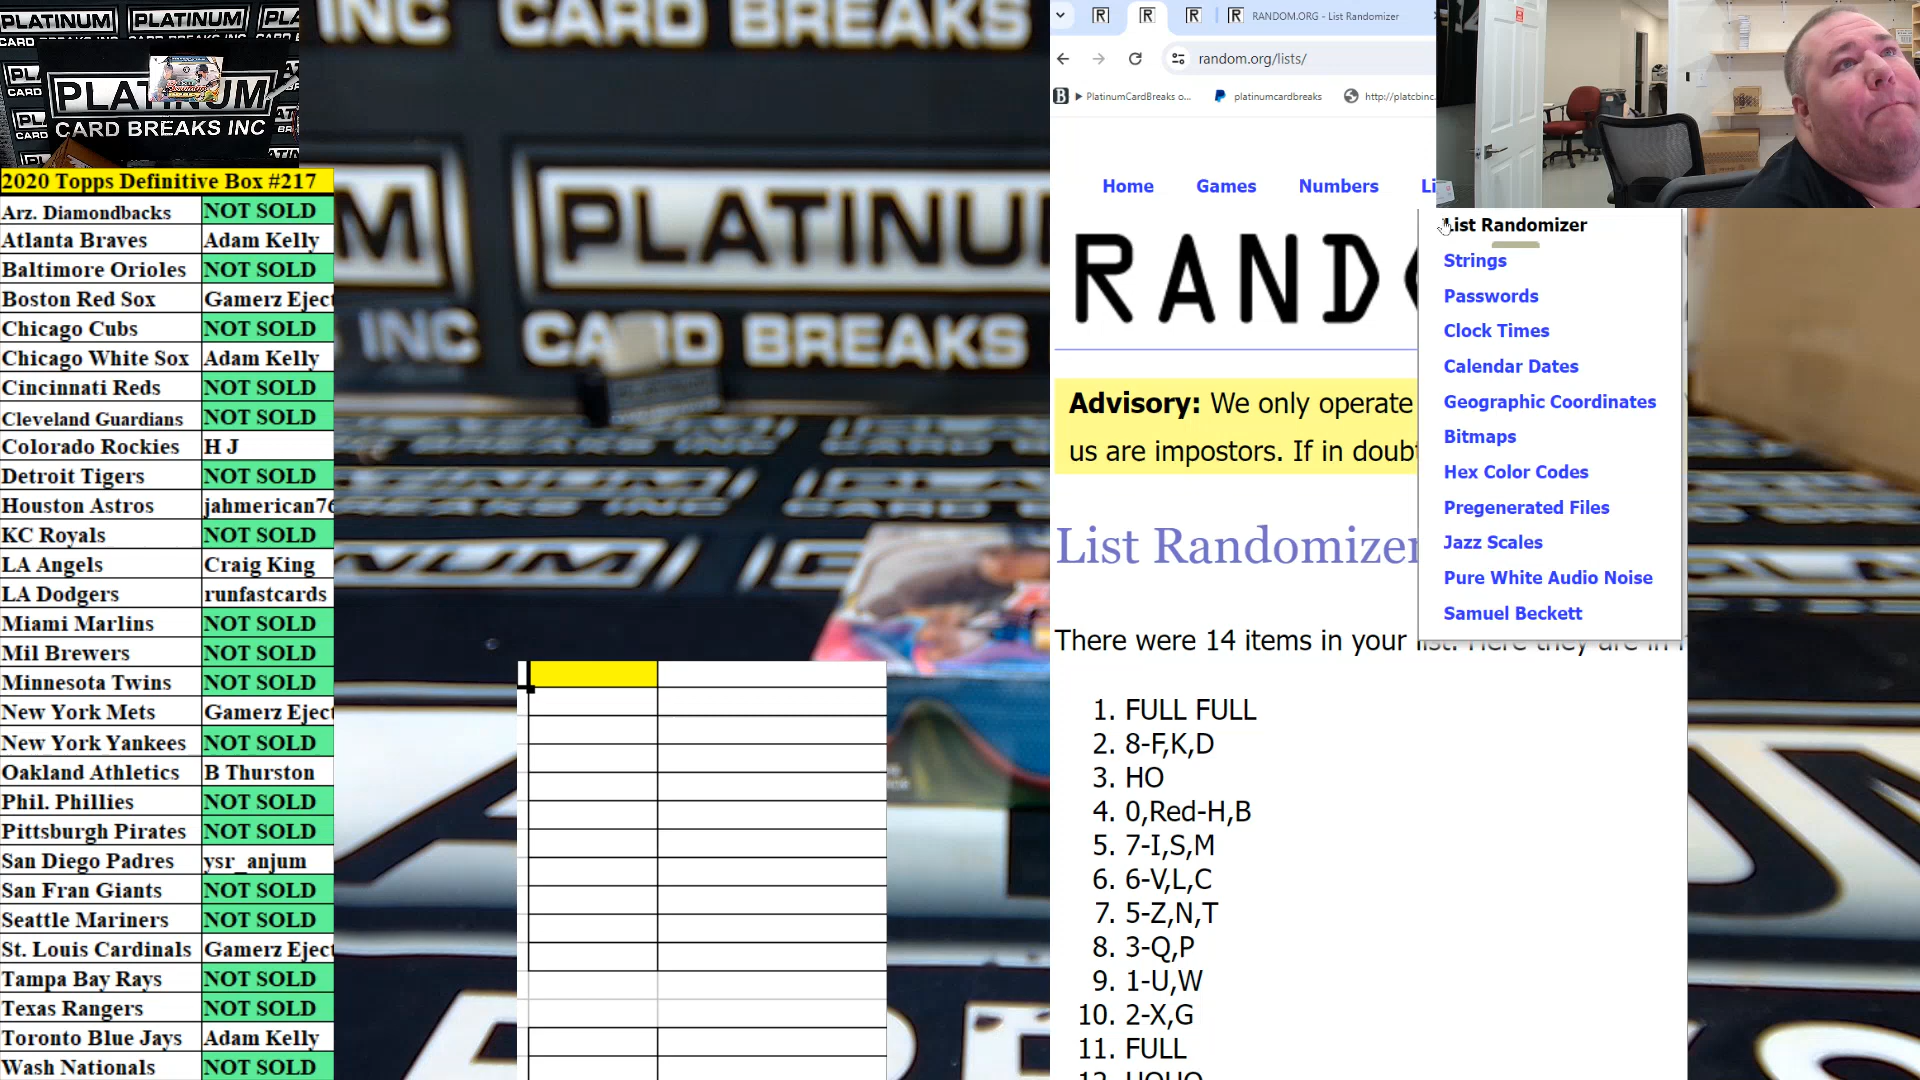 PLATINUM PLATINUM
CARD BREAKS INC
PLATINUM
CARD BREAKS INC
2020 Topps Definitive Box #217
Arz. Diamondbacks NOT SOLD
Atlanta Braves Adam Kelly
Baltimore Orioles NOT SOLD
Boston Red Sox Gamerz Eject
Chicago Cubs NOT SOLD
Chicago White Sox Adam Kelly
Cincinnati Reds NOT SOLD
Cleveland Guardians NOT SOLD
Colorado Rockies H J
Detroit Tigers NOT SOLD
Houston Astros jahmerican76
KC Royals NOT SOLD
LA Angels Craig King
LA Dodgers runfastcards
Miami Marlins NOT SOLD
Mil Brewers NOT SOLD
Minnesota Twins NOT SOLD
New York Mets Gamerz Eject
New York Yankees NOT SOLD
Oakland Athletics B Thurston
Phil. Phillies NOT SOLD
Pittsburgh Pirates NOT SOLD
San Diego Padres ysr_anjum
San Fran Giants NOT SOLD
Seattle Mariners NOT SOLD
St. Louis Cardinals Gamerz Eject
Tampa Bay Rays NOT SOLD
Texas Rangers NOT SOLD
Toronto Blue Jays Adam Kelly
Wash Nationals NOT SOLD
INC CARD BREAKS
PLATINU
INC CARD BREAKS
RANDOM.ORG - List Randomizer
random.org/lists/
PlatinumCardBreaks o... platinumcardbreaks http://platcbinc.
Home Games Numbers Li
RAND
Advisory: We only operate
us are impostors. If in doubt
List Randomizer
There were 14 items in your list. Here they are in r
1. FULL FULL
2. 8-F,K,D
3. HO
4. 0,Red-H,B
5. 7-I,S,M
6. 6-V,L,C
7. 5-Z,N,T
8. 3-Q,P
9. 1-U,W
10. 2-X,G
11. FULL
12. HOHO
List Randomizer
Strings
Passwords
Clock Times
Calendar Dates
Geographic Coordinates
Bitmaps
Hex Color Codes
Pregenerated Files
Jazz Scales
Pure White Audio Noise
Samuel Beckett